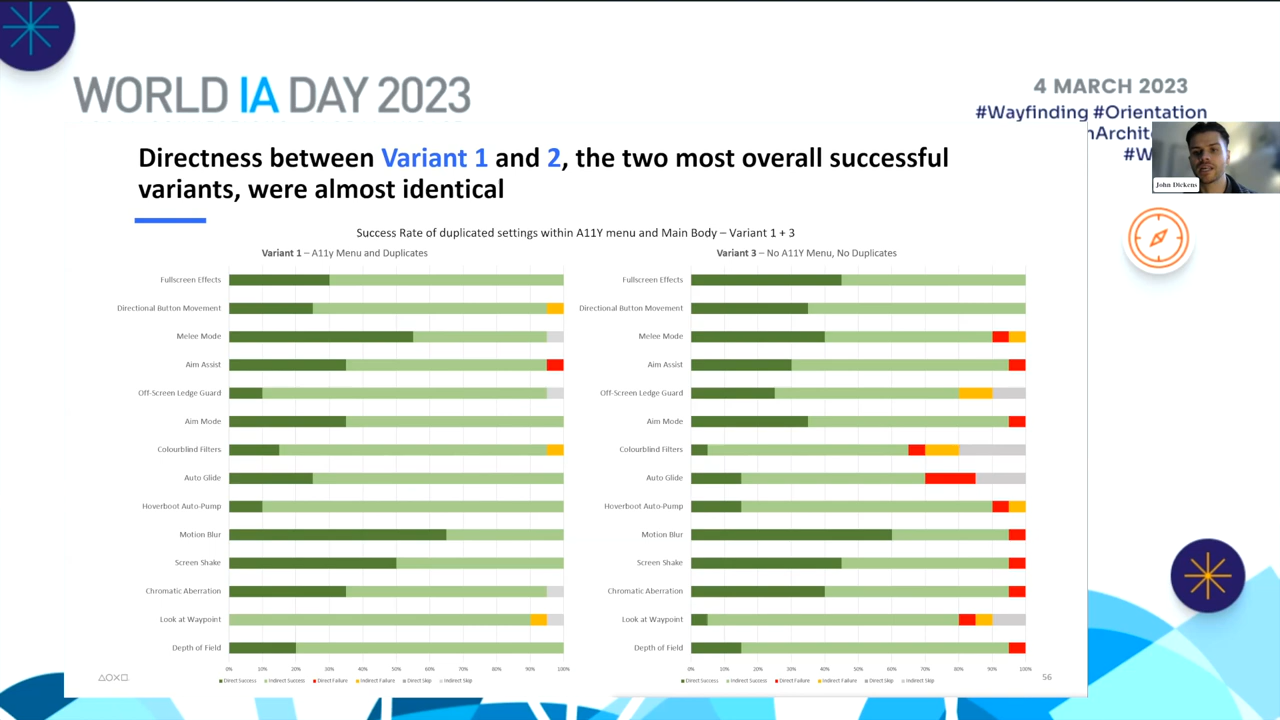 WORLD IA DAY 2023
4 MARCH 2023
#Wayfinding #Orientation
nArchite
#W
John Dickens
Directness between Variant 1 and 2, the two most overall successful
variants, were almost identical
Success Rate of duplicated settings within A11Y menu and Main Body – Variant 1 + 3
Variant 1 – A11y Menu and Duplicates
Fullscreen Effects
Directional Button Movement
Melee Mode
Aim Assist
Off-Screen Ledge Guard
Aim Mode
Colourblind Filters
Auto Glide
Hoverboot Auto-Pump
Motion Blur
Screen Shake
Chromatic Aberration
Look at Waypoint
Depth of Field
0% 10% 20% 30% 40% 50% 60% 70% 80% 90% 100%
Direct Success Indirect Success Direct Failure Indirect Failure Direct Skip Indirect Skip
Variant 3 – No A11Y Menu, No Duplicates
Fullscreen Effects
Directional Button Movement
Melee Mode
Aim Assist
Off-Screen Ledge Guard
Aim Mode
Colourblind Filters
Auto Glide
Hoverboot Auto-Pump
Motion Blur
Screen Shake
Chromatic Aberration
Look at Waypoint
Depth of Field
0% 10% 20% 30% 40% 50% 60% 70% 80% 90% 100%
Direct Success Indirect Success Direct Failure Indirect Failure Direct Skip Indirect Skip
56